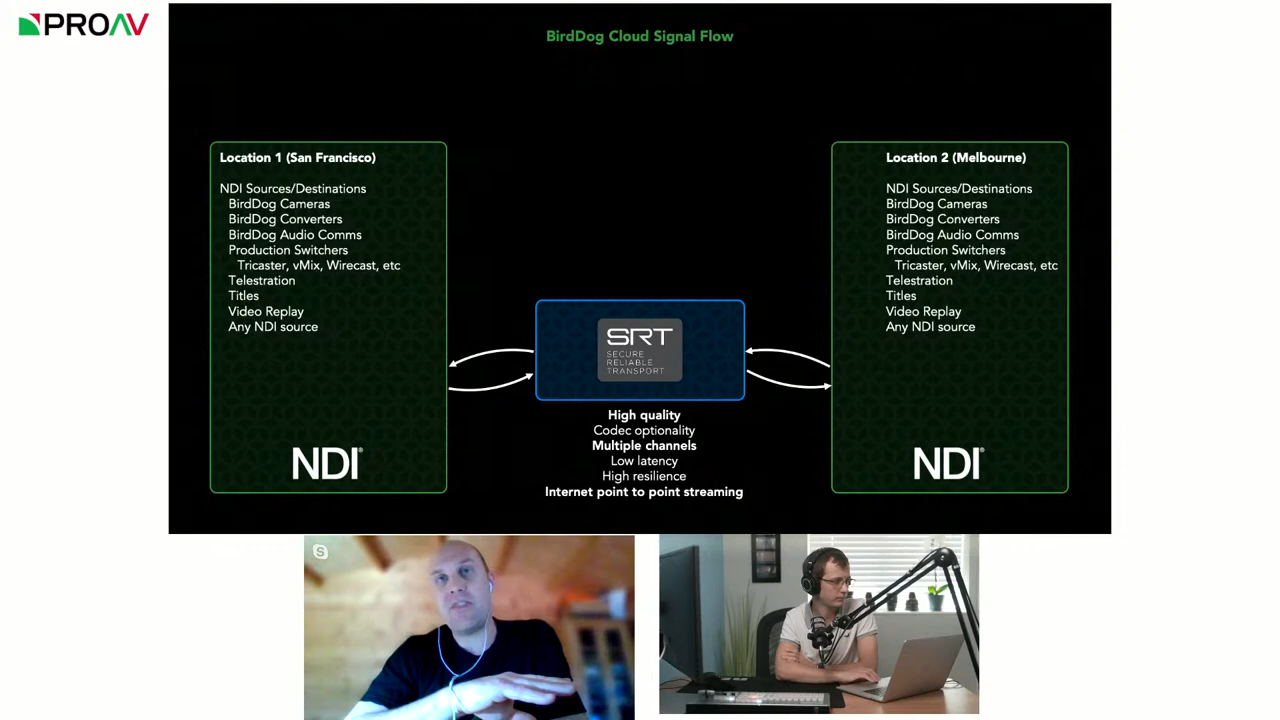 PROAV
BirdDog Cloud Signal Flow
Location 1 (San Francisco)
NDI Sources/Destinations
BirdDog Cameras
BirdDog Converters
BirdDog Audio Comms
Production Switchers
Tricaster, vMix, Wirecast, etc
Telestration
Titles
Video Replay
Any NDI source
NDI®
SRT
SECURE
RELIABLE
TRANSPORT
High quality
Codec optionality
Multiple channels
Low latency
High resilience
Internet point to point streaming
Location 2 (Melbourne)
NDI Sources/Destinations
BirdDog Cameras
BirdDog Converters
BirdDog Audio Comms
Production Switchers
Tricaster, vMix, Wirecast, etc
Telestration
Titles
Video Replay
Any NDI source
NDI®
S